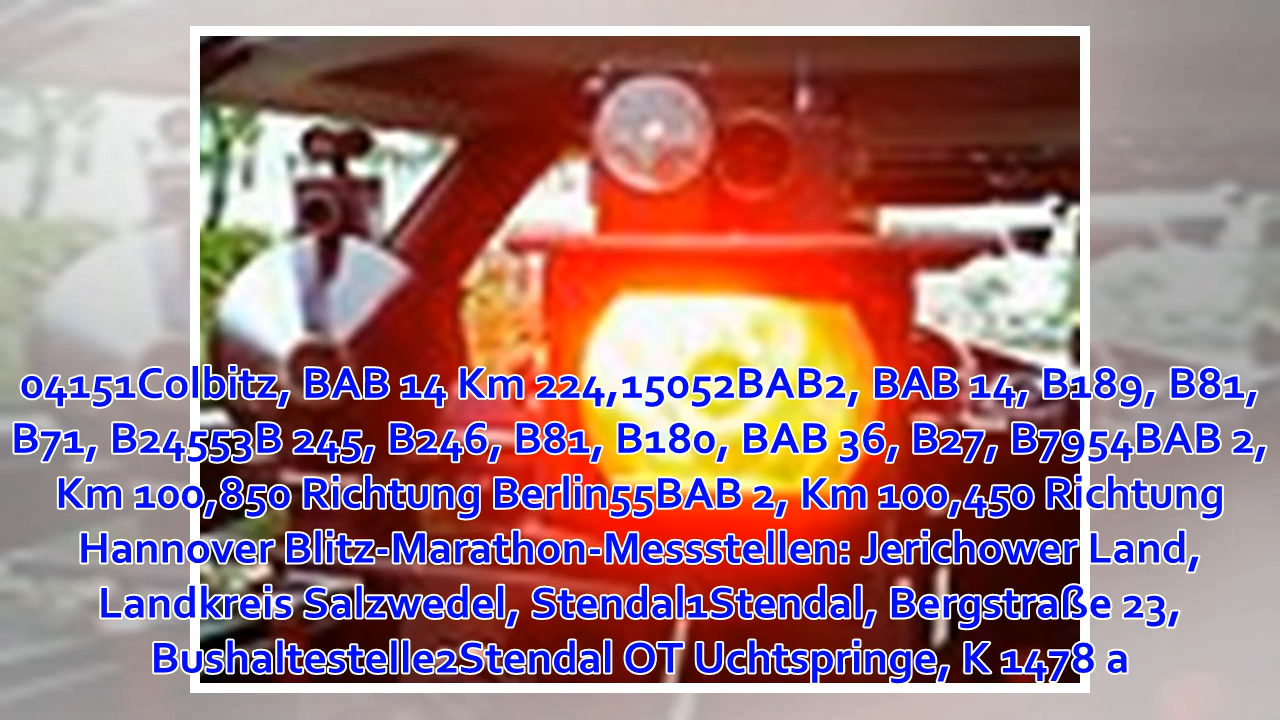 04151Colbitz, BAB 14 Km 224,15052BAB2, BAB 14, B189, B81,
B71, B24553B 245, B246, B81, B180, BAB 36, B27, B7954BAB 2,
Km 100,850 Richtung Berlin55BAB 2, Km 100,450 Richtung
Hannover Blitz-Marathon-Messstellen: Jerichower Land,
Landkreis Salzwedel, Stendal1Stendal, Bergstraße 23,
Bushaltestelle2Stendal OT Uchtspringe, K 1478 a